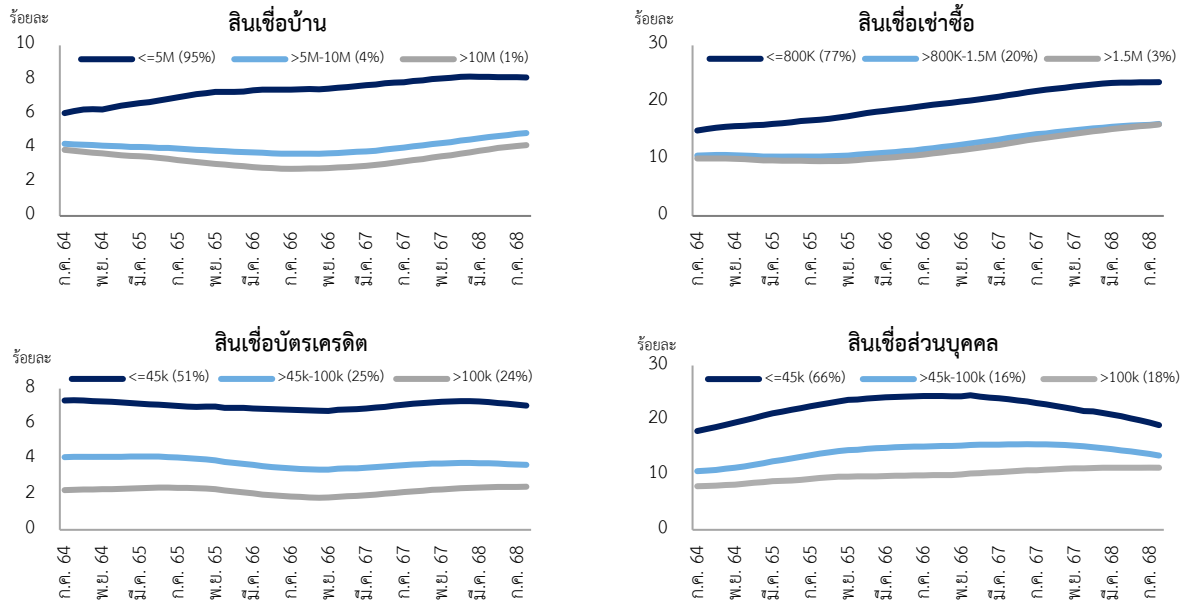 สินเชื่อบ้าน
ร้อยละ
<=5M (95%) >5M-10M (4%) >10M (1%)
10
8
6
4
2
0
ก.ค. 64 พ.ย. 64 มี.ค. 65 ก.ค. 65 พ.ย. 65 มี.ค. 66 ก.ค. 66 พ.ย. 66 มี.ค. 67 ก.ค. 67 พ.ย. 67 มี.ค. 68 ก.ค. 68
สินเชื่อเช่าซื้อ
ร้อยละ
<=800K (77%) >800K-1.5M (20%) >1.5M (3%)
30
20
10
0
ก.ค. 64 พ.ย. 64 มี.ค. 65 ก.ค. 65 พ.ย. 65 มี.ค. 66 ก.ค. 66 พ.ย. 66 มี.ค. 67 ก.ค. 67 พ.ย. 67 มี.ค. 68 ก.ค. 68
สินเชื่อบัตรเครดิต
ร้อยละ
<=45k (51%) >45k-100k (25%) >100k (24%)
8
6
4
2
0
ก.ค. 64 พ.ย. 64 มี.ค. 65 ก.ค. 65 พ.ย. 65 มี.ค. 66 ก.ค. 66 พ.ย. 66 มี.ค. 67 ก.ค. 67 พ.ย. 67 มี.ค. 68 ก.ค. 68
สินเชื่อส่วนบุคคล
ร้อยละ
<=45k (66%) >45k-100k (16%) >100k (18%)
30
20
10
0
ก.ค. 64 พ.ย. 64 มี.ค. 65 ก.ค. 65 พ.ย. 65 มี.ค. 66 ก.ค. 66 พ.ย. 66 มี.ค. 67 ก.ค. 67 พ.ย. 67 มี.ค. 68 ก.ค. 68